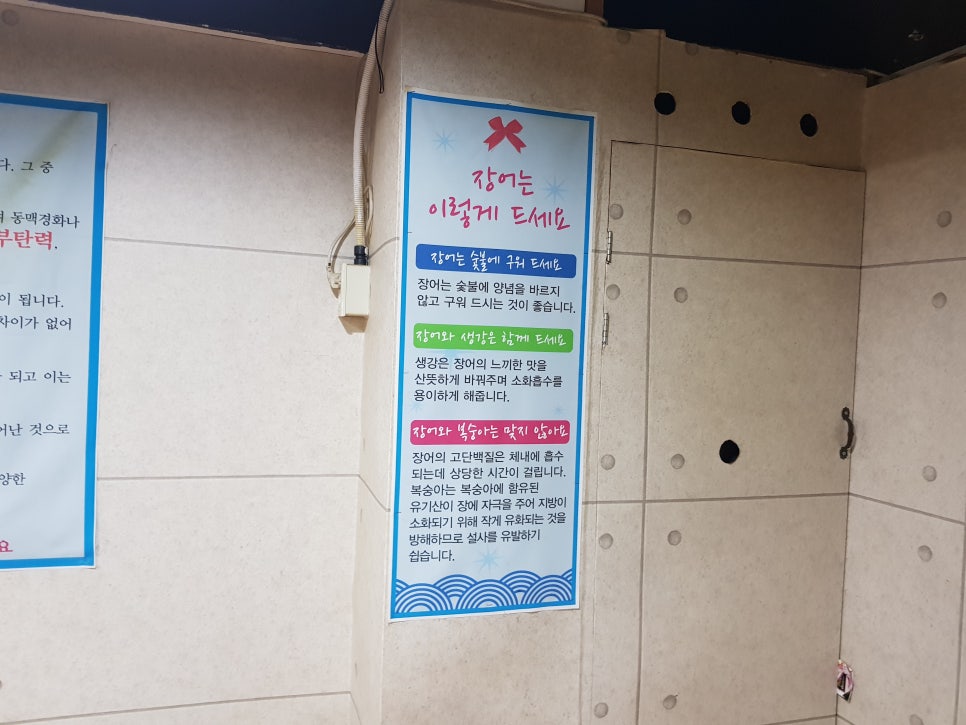 다. 그 중
동맥경화나
부탄력.
이 됩니다.
차이가 없어
되고 이는
어난 것으로
양한
요
장어는
이렇게 드세요
장어는 숯불에 구워 드세요
장어는 숯불에 양념을 바르지
않고 구워 드시는 것이 좋습니다.
장어와 생강은 함께 드세요
생강은 장어의 느끼한 맛을
산뜻하게 바꿔주며 소화흡수를
용이하게 해줍니다.
장어와 복숭아는 맞지 않아요
장어의 고단백질은 체내에 흡수
되는데 상당한 시간이 걸립니다.
복숭아는 복숭아에 함유된
유기산이 장에 자극을 주어 지방이
소화되기 위해 작게 유화되는 것을
방해하므로 설사를 유발하기
쉽습니다.